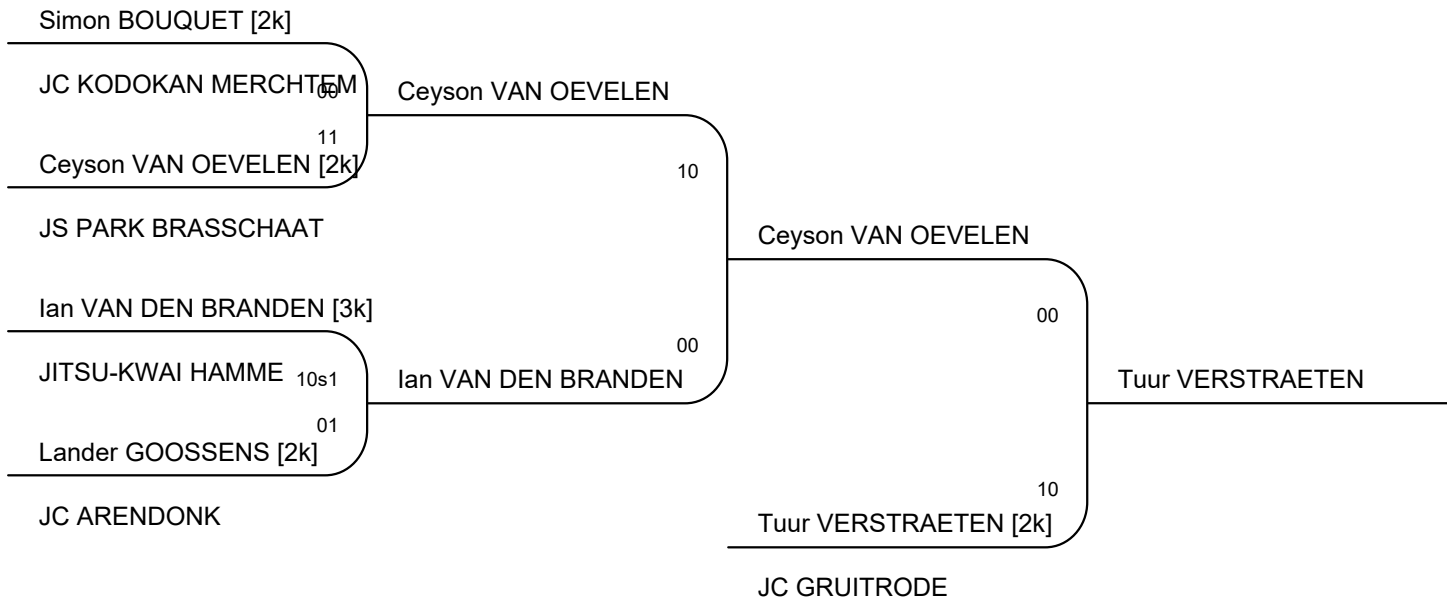 Simon BOUQUET [2k]
JC KODOKAN MERCHTEM
00
Ceyson VAN OEVELEN
11
Ceyson VAN OEVELEN [2k]
10
JS PARK BRASSCHAAT
Ceyson VAN OEVELEN
Ian VAN DEN BRANDEN [3k]
00
00
JITSU-KWAI HAMME
10s1
Ian VAN DEN BRANDEN
Tuur VERSTRAETEN
01
Lander GOOSSENS [2k]
10
JC ARENDONK
Tuur VERSTRAETEN [2k]
JC GRUITRODE